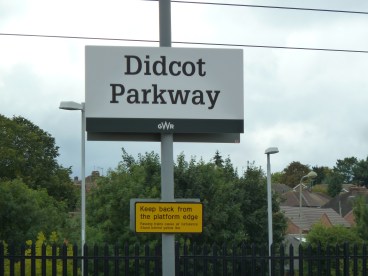 Didcot
Parkway
GWR
Keep back from
the platform edge